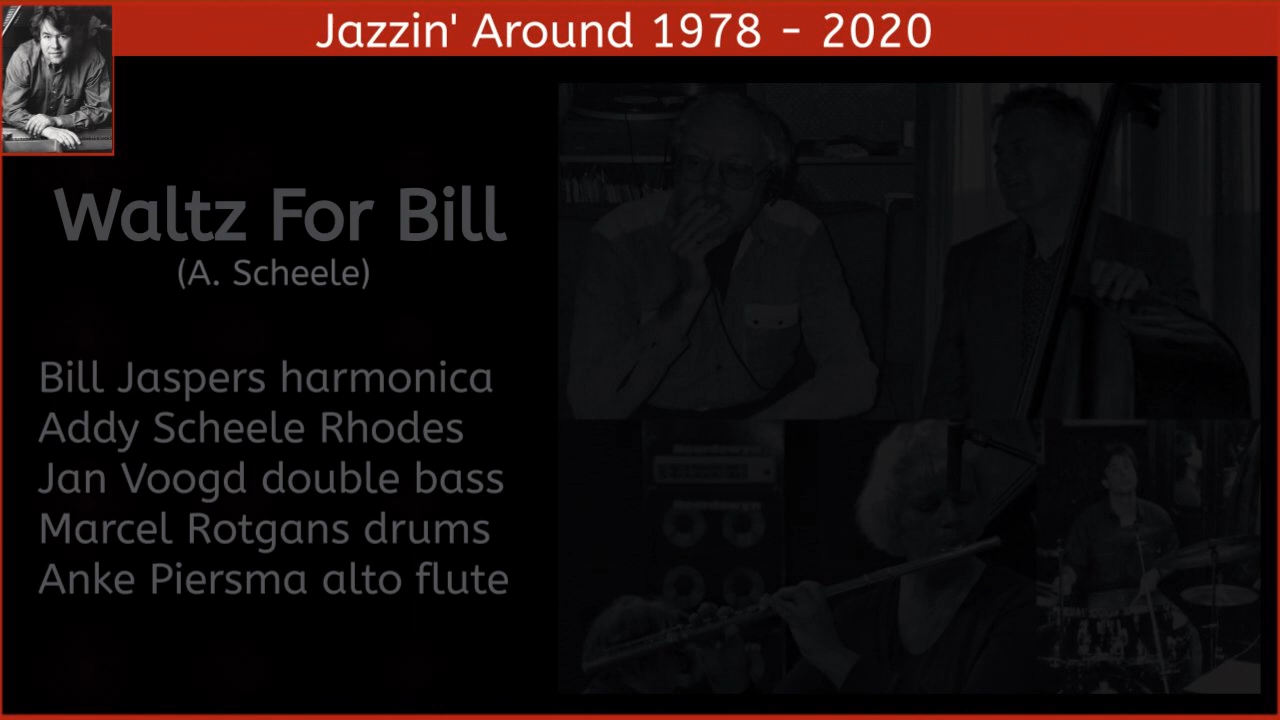 Jazzin' Around 1978 - 2020
Waltz For Bill
(A. Scheele)
Bill Jaspers harmonica
Addy Scheele Rhodes
Jan Voogd double bass
Marcel Rotgans drums
Anke Piersma alto flute